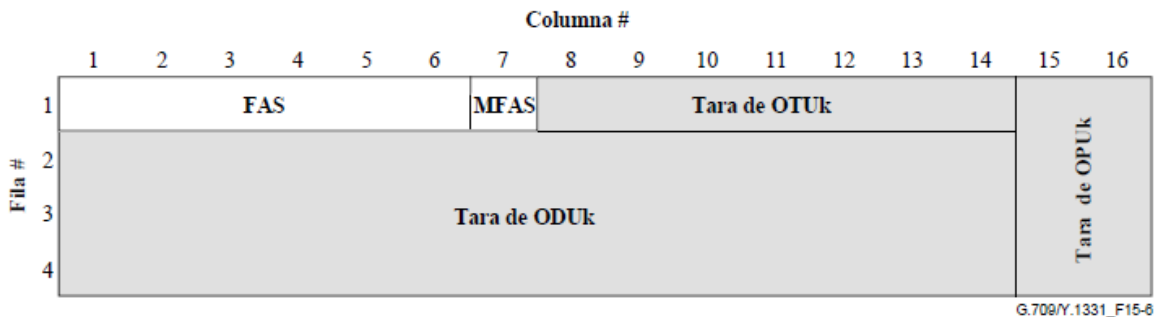 Columna #
1 2 3 4 5 6 7 8 9 10 11 12 13 14 15 16
1 FAS MFAS Tara de OTUk
Fila #
2
3 Tara de ODUk
4
Tara de OPUk
G.709/Y.1331_F15-6